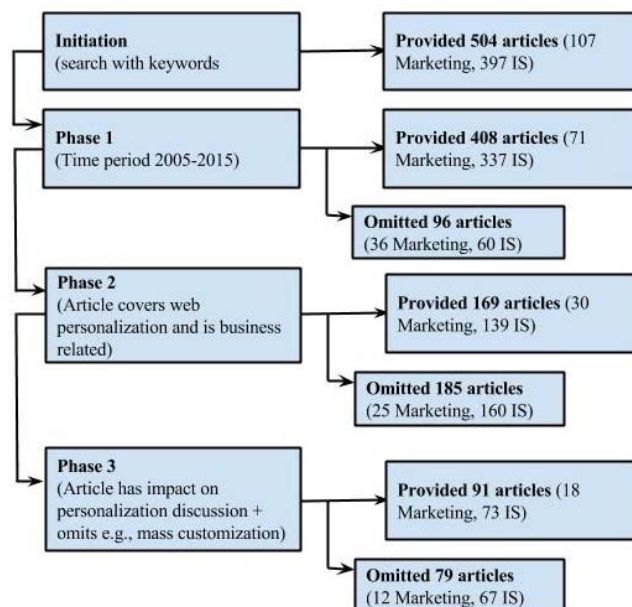 Initiation
(search with keywords
Provided 504 articles (107
Marketing, 397 IS)
Phase 1
(Time period 2005-2015)
Provided 408 articles (71
Marketing, 337 IS)
Omitted 96 articles
(36 Marketing, 60 IS)
Phase 2
(Article covers web
personalization and is business
related)
Provided 169 articles (30
Marketing, 139 IS)
Omitted 185 articles
(25 Marketing, 160 IS)
Phase 3
(Article has impact on
personalization discussion +
omits e.g., mass customization)
Provided 91 articles (18
Marketing, 73 IS)
Omitted 79 articles
(12 Marketing, 67 IS)